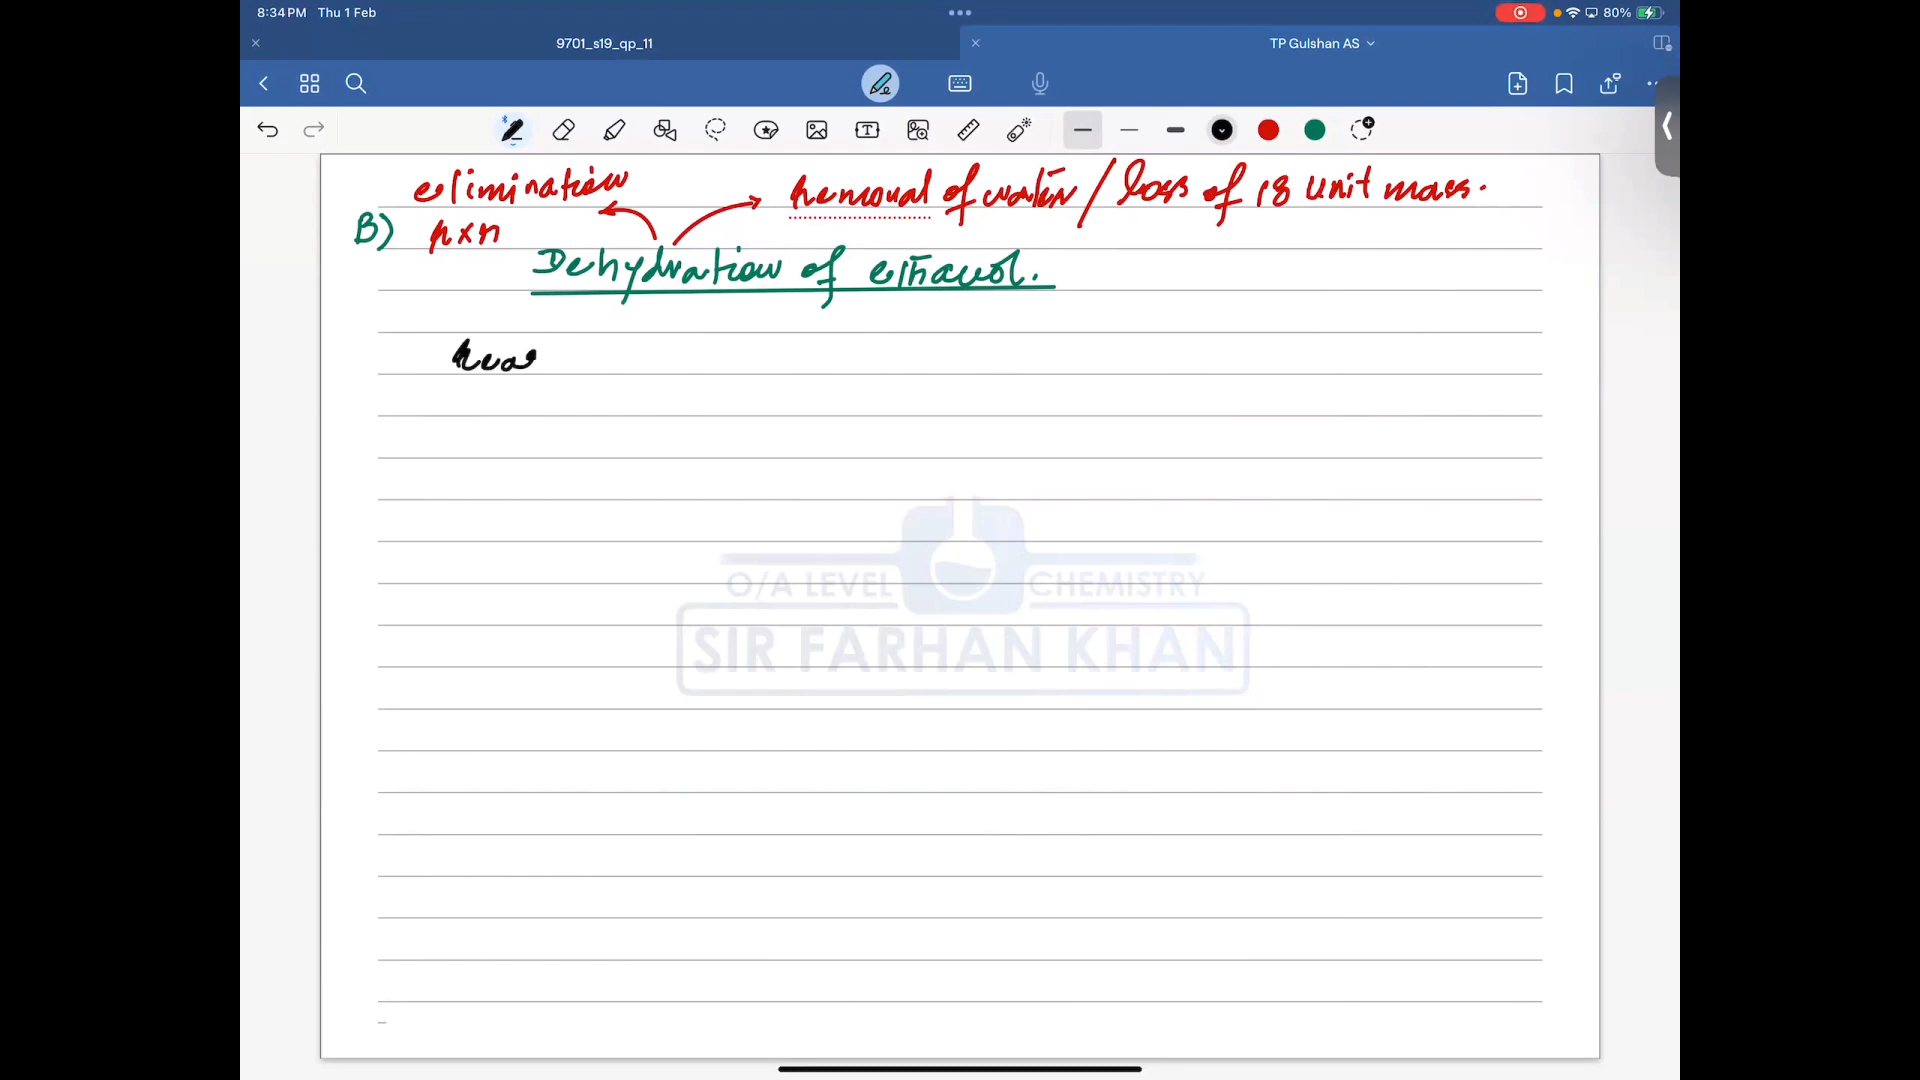 8:34 PM Thu 1 Feb
80%
9701_s19_qp_11
TP Gulshan AS
elimination
removal of water / loss of 18 unit mass.
B)
rxn
Dehydration of ethanol.
Rea
O/A LEVEL CHEMISTRY
SIR FARHAN KHAN